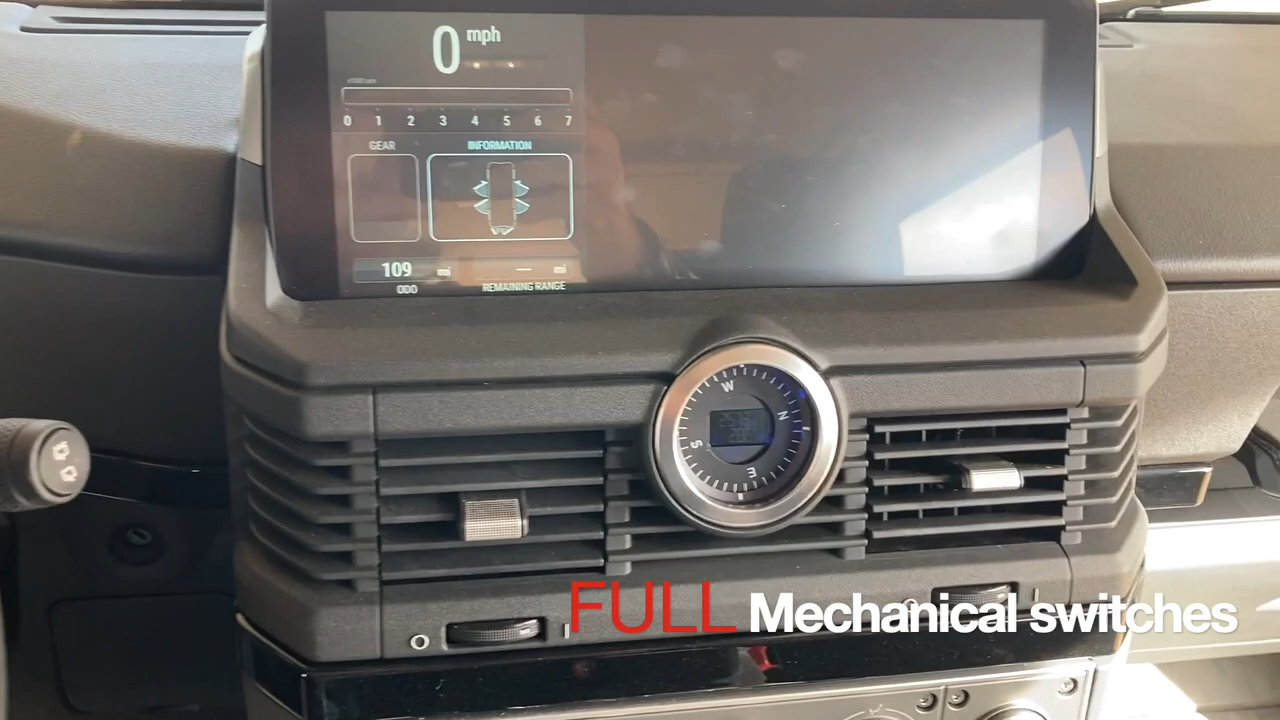 0 mph
0 1 2 3 4 5 6 7
GEAR INFORMATION
109 mi --- mi
ODO REMAINING RANGE
W N
S E
FULL Mechanical switches